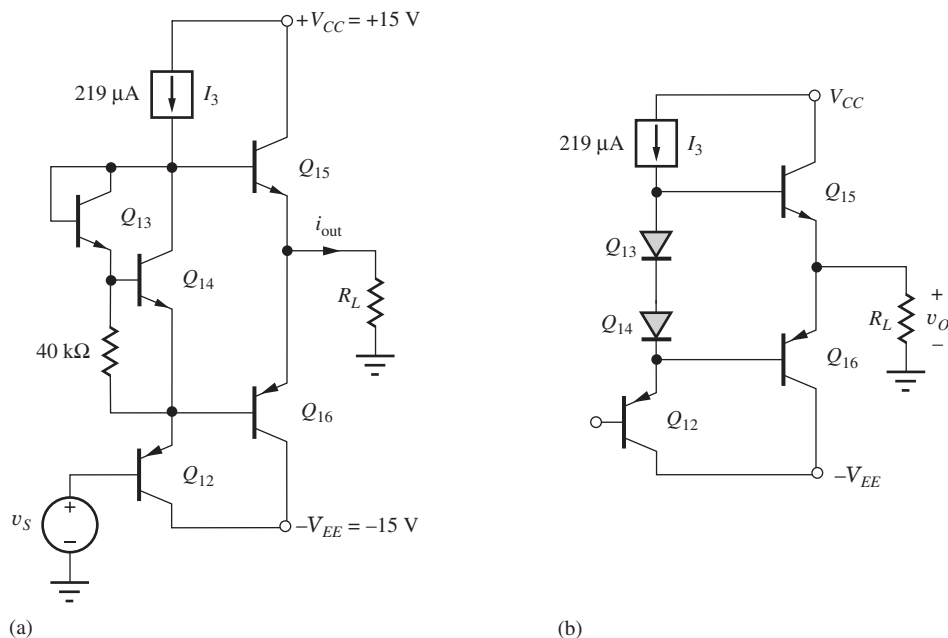 +V_CC = +15 V
219 µA
I_3
Q_13
Q_15
i_out
Q_14
R_L
40 kΩ
Q_16
Q_12
v_S
+
–
–V_EE = –15 V
(a)
V_CC
219 µA
I_3
Q_15
Q_13
Q_14
R_L
+
v_O
–
Q_16
Q_12
–V_EE
(b)